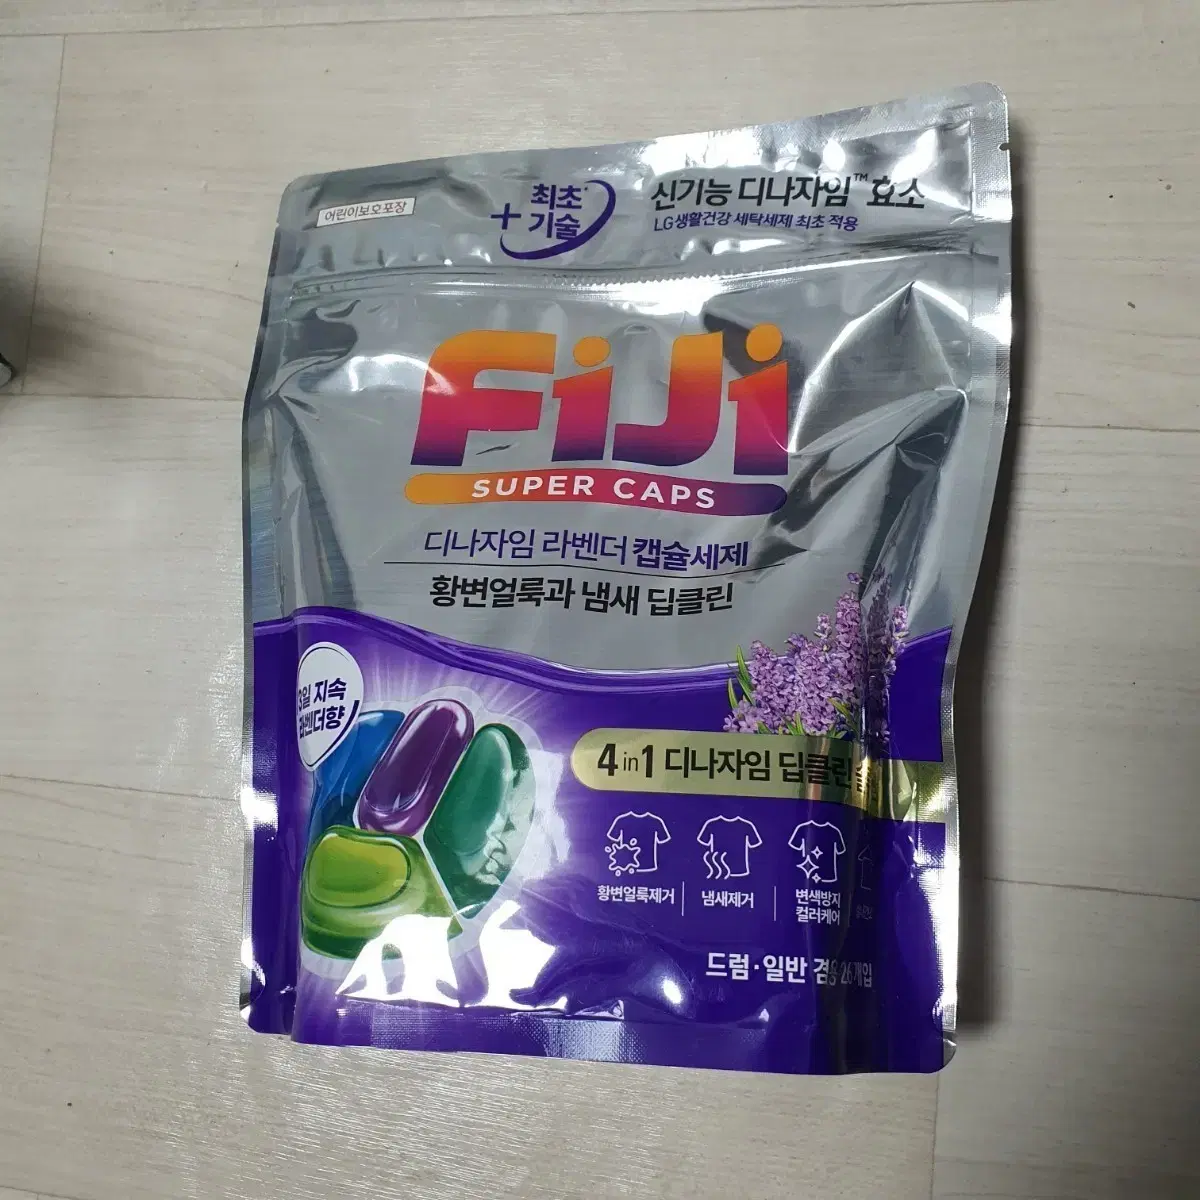 어린이보호포장
+최초
기술
신기능 디나자임™ 효소
LG생활건강 세탁세제 최초 적용
FiJi
SUPER CAPS
디나자임 라벤더 캡슐세제
황변얼룩과 냄새 딥클린
3일 지속
라벤더향
4 in 1 디나자임 딥클린
황변얼룩제거
냄새제거
변색방지
컬러케어
드럼·일반 겸용 26개입